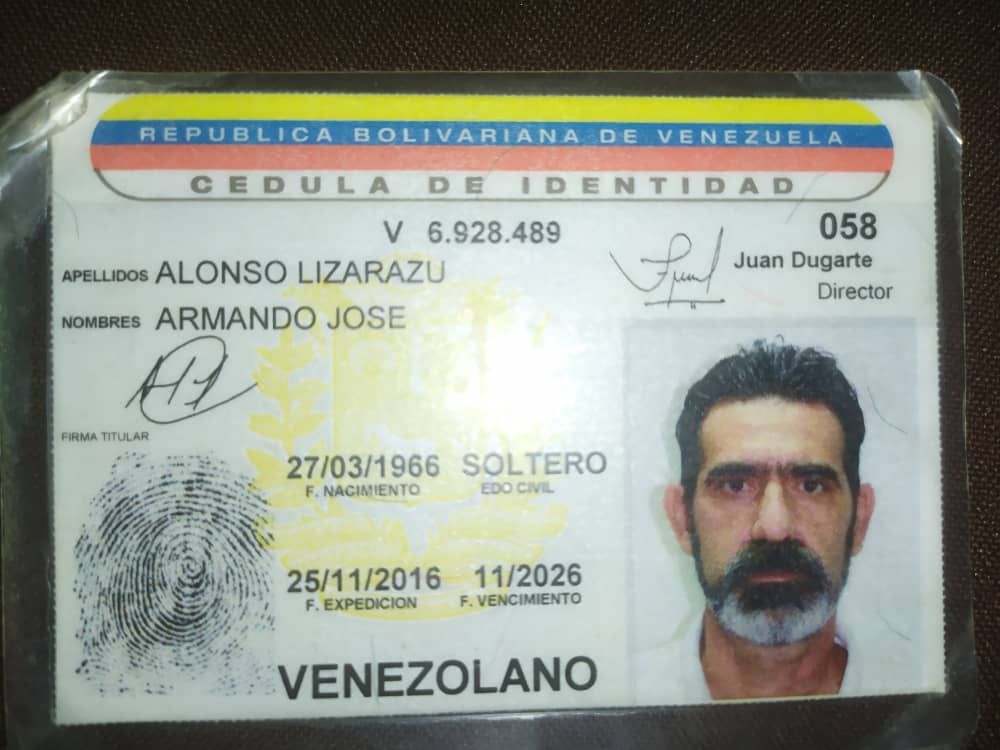 REPUBLICA BOLIVARIANA DE VENEZUELA
CEDULA DE IDENTIDAD
V 6.928.489
058
APELLIDOS ALONSO LIZARAZU
Juan Dugarte
Director
NOMBRES ARMANDO JOSE
FIRMA TITULAR
27/03/1966 SOLTERO
F. NACIMIENTO EDO CIVIL
25/11/2016 11/2026
F. EXPEDICION F. VENCIMIENTO
VENEZOLANO